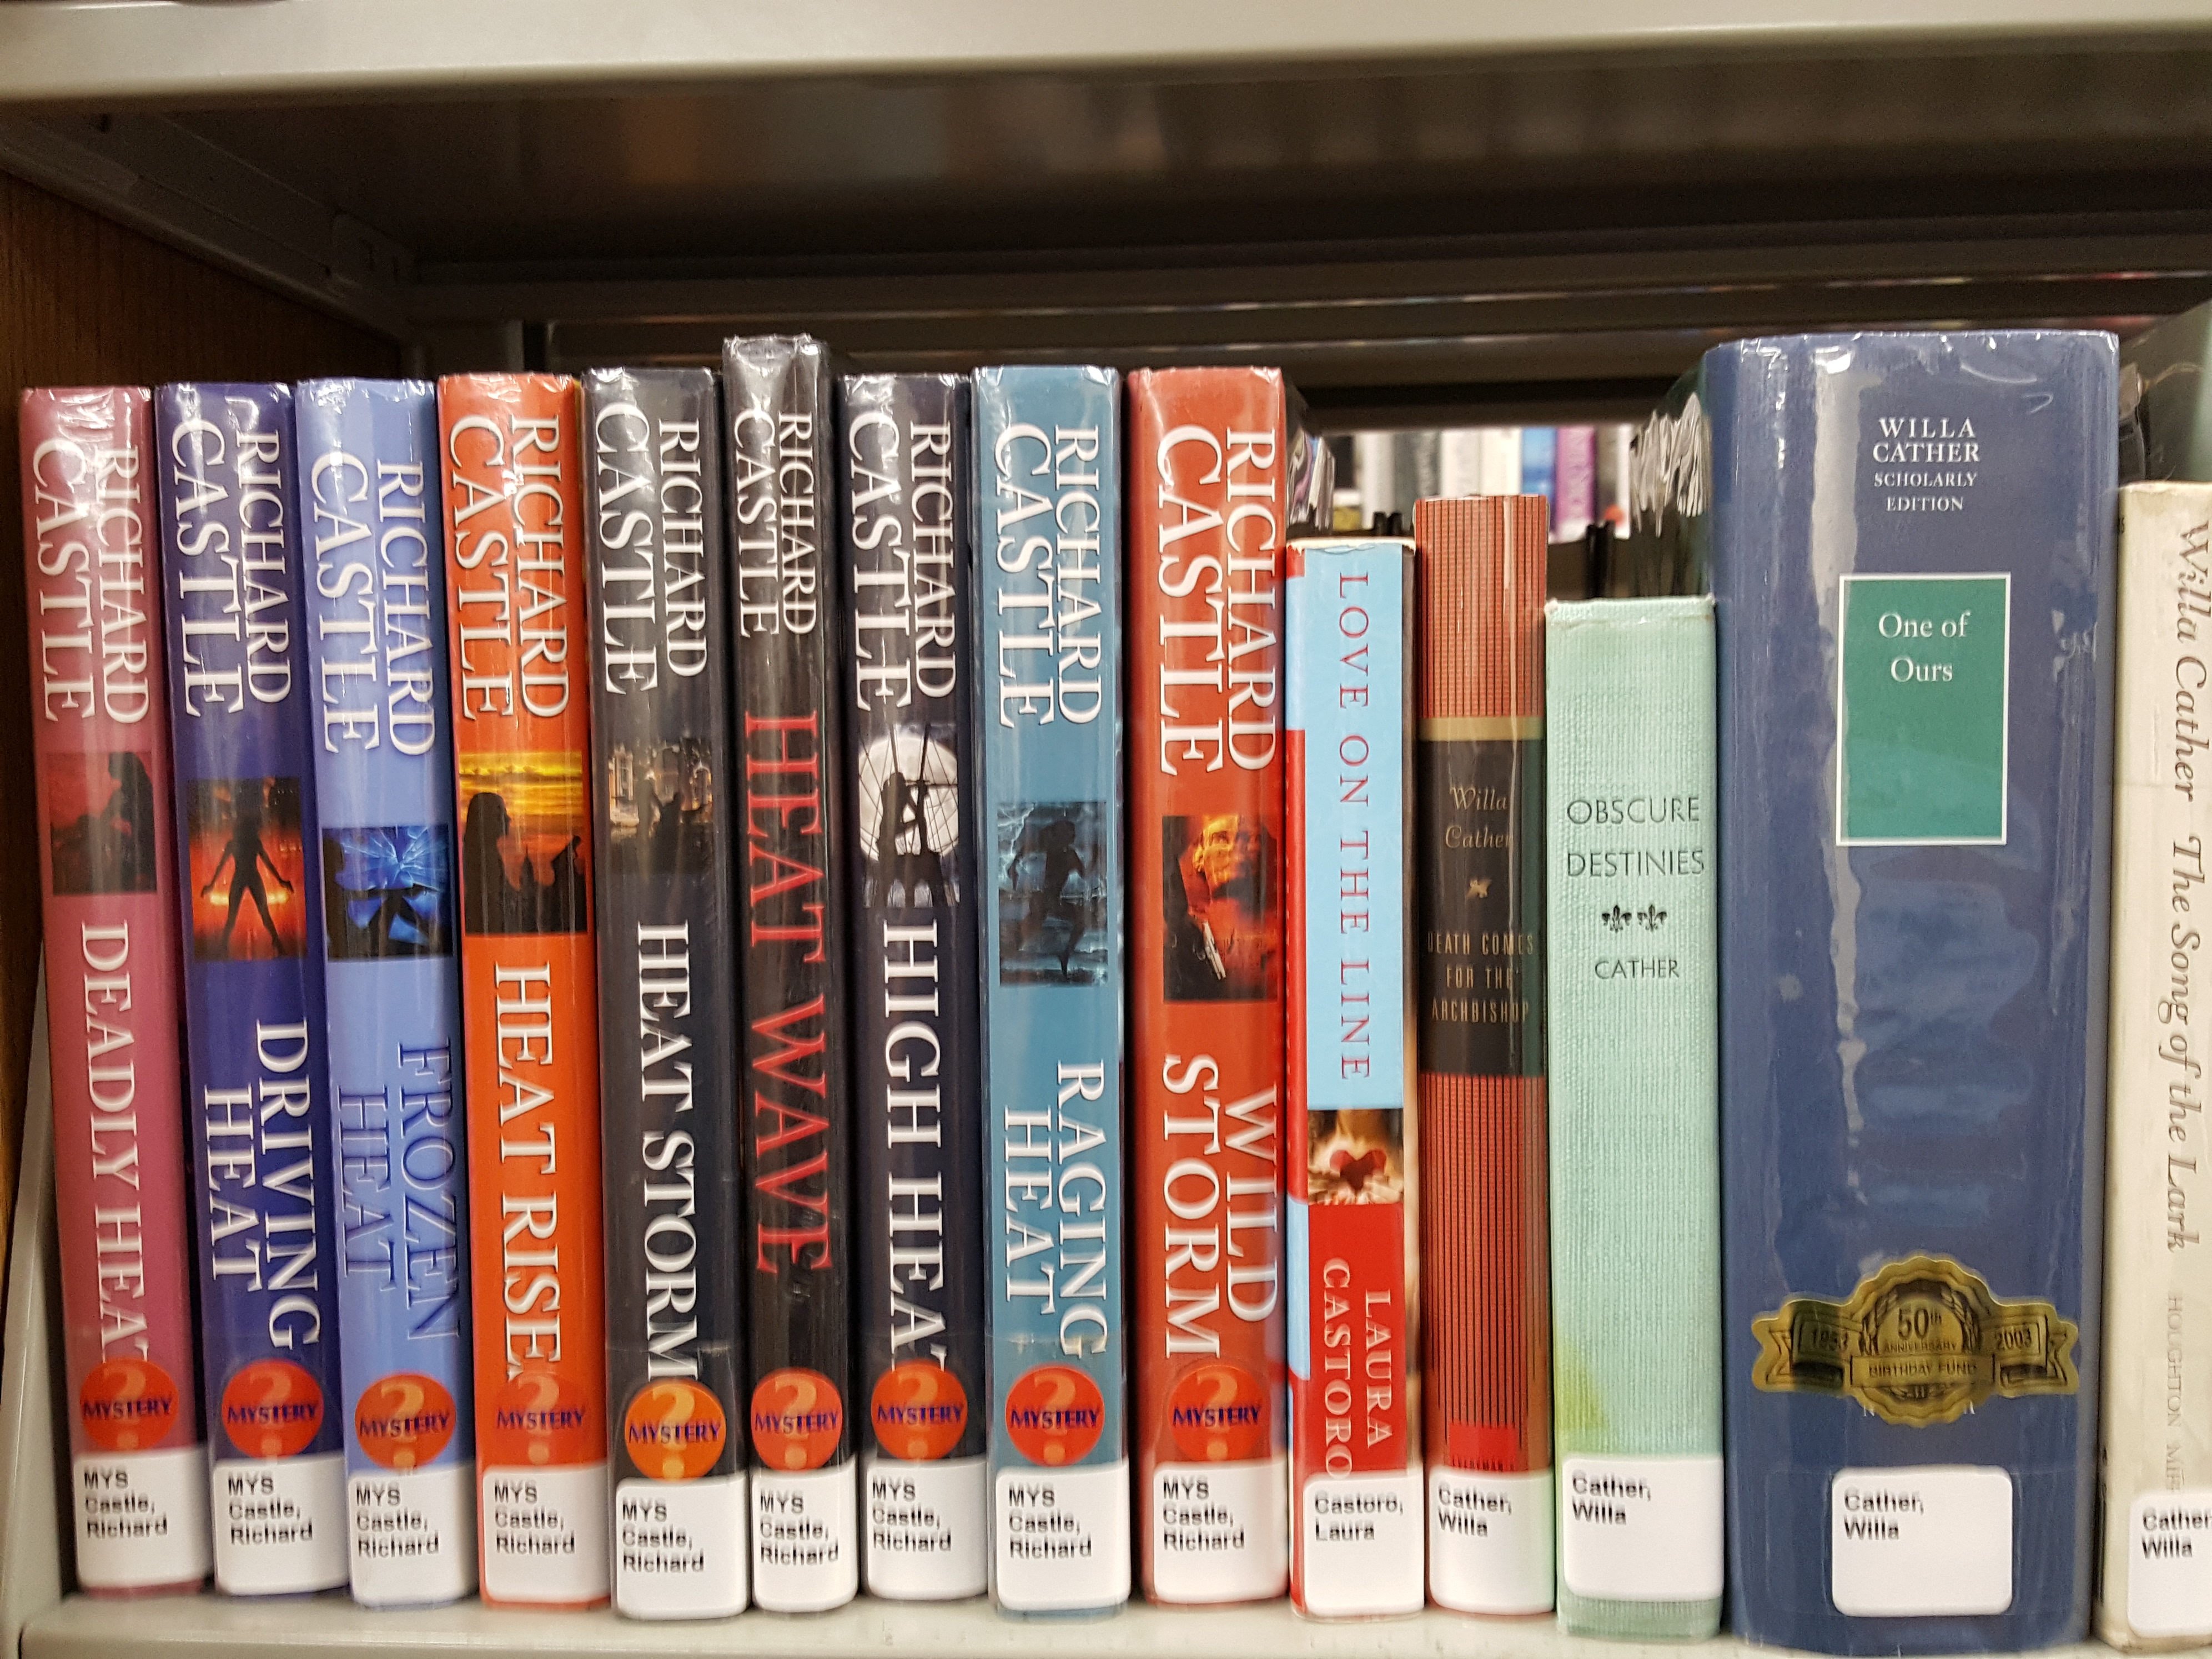 RICHARD
CASTLE
DEADLY HEAT
MYSTERY
MYS
Castle,
Richard
RICHARD
CASTLE
DRIVING
HEAT
MYSTERY
MYS
Castle,
Richard
RICHARD
CASTLE
FROZEN
HEAT
MYSTERY
MYS
Castle,
Richard
RICHARD
CASTLE
HEAT RISES
MYSTERY
MYS
Castle,
Richard
RICHARD
CASTLE
HEAT STORM
MYSTERY
MYS
Castle,
Richard
RICHARD
CASTLE
HEAT WAVE
MYSTERY
MYS
Castle,
Richard
RICHARD
CASTLE
HIGH HEAT
MYSTERY
MYS
Castle,
Richard
RICHARD
CASTLE
RAGING
HEAT
MYSTERY
MYS
Castle,
Richard
RICHARD
CASTLE
WILD
STORM
MYSTERY
MYS
Castle,
Richard
LOVE ON THE LINE
LAURA
CASTORO
Castoro,
Laura
Willa
Cather
DEATH COMES
FOR THE
ARCHBISHOP
Cather,
Willa
OBSCURE
DESTINIES
CATHER
Cather,
Willa
WILLA
CATHER
SCHOLARLY
EDITION
One of
Ours
1953 50th 2003
ANNIVERSARY
BIRTHDAY FUND
Cather,
Willa
Willa Cather The Song of the Lark HOUGHTON
Cather
Willa